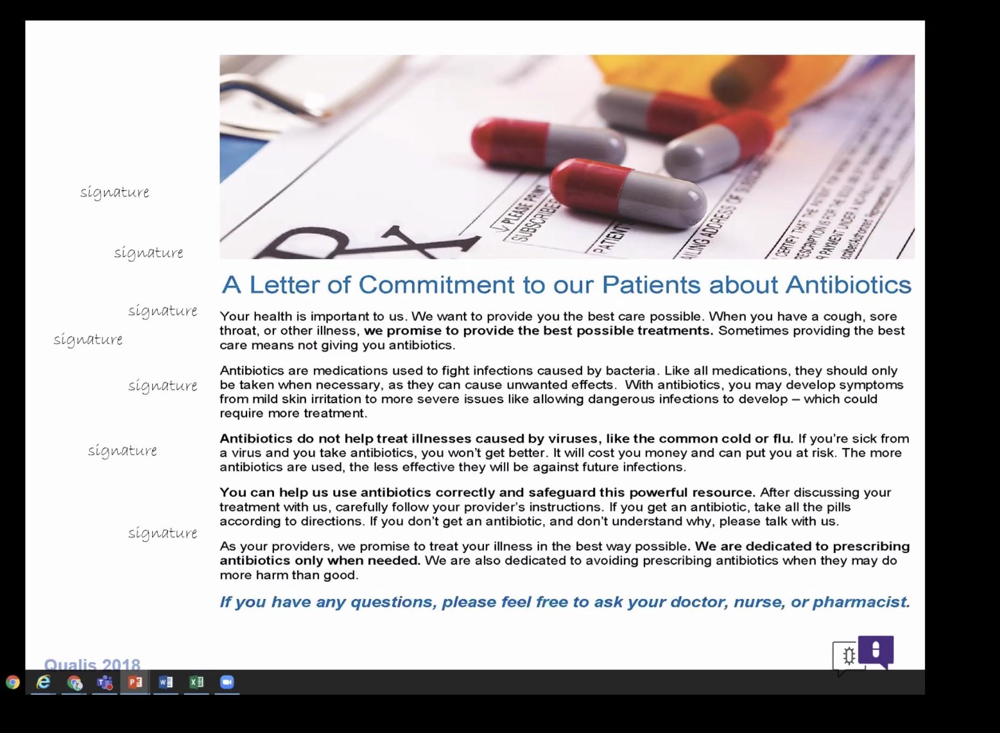 signature
signature
signature
signature
signature
signature
signature
Rx
√ PLEASE PRINT
SUBSCRIBE
PATIENT'S
AILING ADDRESS OF SUBSCRIBE
CERTIFY THAT THE PATIENT FOR
A Letter of Commitment to our Patients about Antibiotics
Your health is important to us. We want to provide you the best care possible. When you have a cough, sore
throat, or other illness, we promise to provide the best possible treatments. Sometimes providing the best
care means not giving you antibiotics.
Antibiotics are medications used to fight infections caused by bacteria. Like all medications, they should only
be taken when necessary, as they can cause unwanted effects.  With antibiotics, you may develop symptoms
from mild skin irritation to more severe issues like allowing dangerous infections to develop – which could
require more treatment.
Antibiotics do not help treat illnesses caused by viruses, like the common cold or flu. If you’re sick from
a virus and you take antibiotics, you won’t get better. It will cost you money and can put you at risk. The more
antibiotics are used, the less effective they will be against future infections.
You can help us use antibiotics correctly and safeguard this powerful resource. After discussing your
treatment with us, carefully follow your provider’s instructions. If you get an antibiotic, take all the pills
according to directions. If you don’t get an antibiotic, and don’t understand why, please talk with us.
As your providers, we promise to treat your illness in the best way possible. We are dedicated to prescribing
antibiotics only when needed. We are also dedicated to avoiding prescribing antibiotics when they may do
more harm than good.
If you have any questions, please feel free to ask your doctor, nurse, or pharmacist.
Qualis 2018